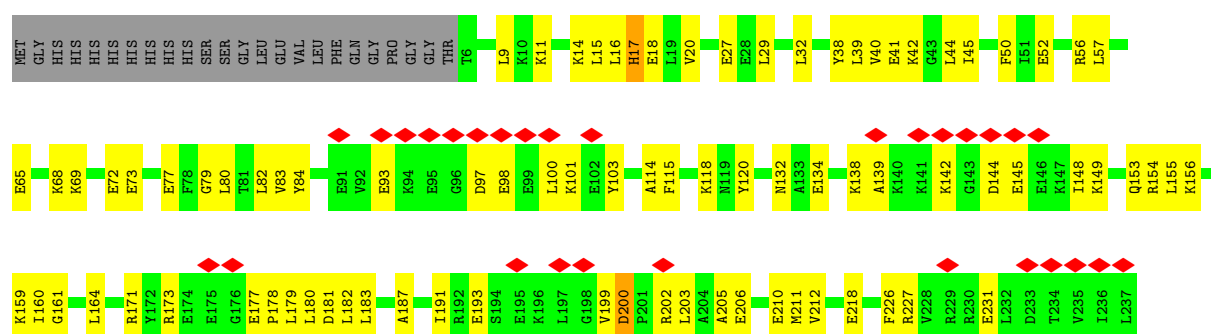 MET GLY HIS HIS HIS HIS HIS HIS HIS HIS HIS HIS SER SER GLY LEU GLU VAL LEU PHE GLN GLY PRO GLY GLY THR T6 L9 K10 K11 K14 L15 L16 H17 E18 L19 V20 E27 E28 L29 L32 Y38 L39 V40 E41 K42 G43 L44 I45 F50 I51 E52 R56 L57
E65 K68 K69 E72 E73 E77 F78 G79 L80 T81 L82 V83 Y84 E91 V92 E93 K94 E95 G96 D97 E98 E99 L100 K101 E102 Y103 A114 F115 K118 N119 Y120 N132 A133 E134 K138 A139 K140 K141 K142 G143 D144 E145 E146 K147 I148 K149 Q153 R154 L155 K156
K159 I160 G161 L164 R171 Y172 R173 E174 E175 G176 E177 P178 L179 L180 D181 L182 L183 A187 I191 R192 E193 S194 E195 K196 L197 G198 V199 D200 P201 R202 L203 A204 A205 E206 E210 M211 V212 E218 F226 R227 V228 R229 R230 E231 L232 D233 T234 V235 L236 L237